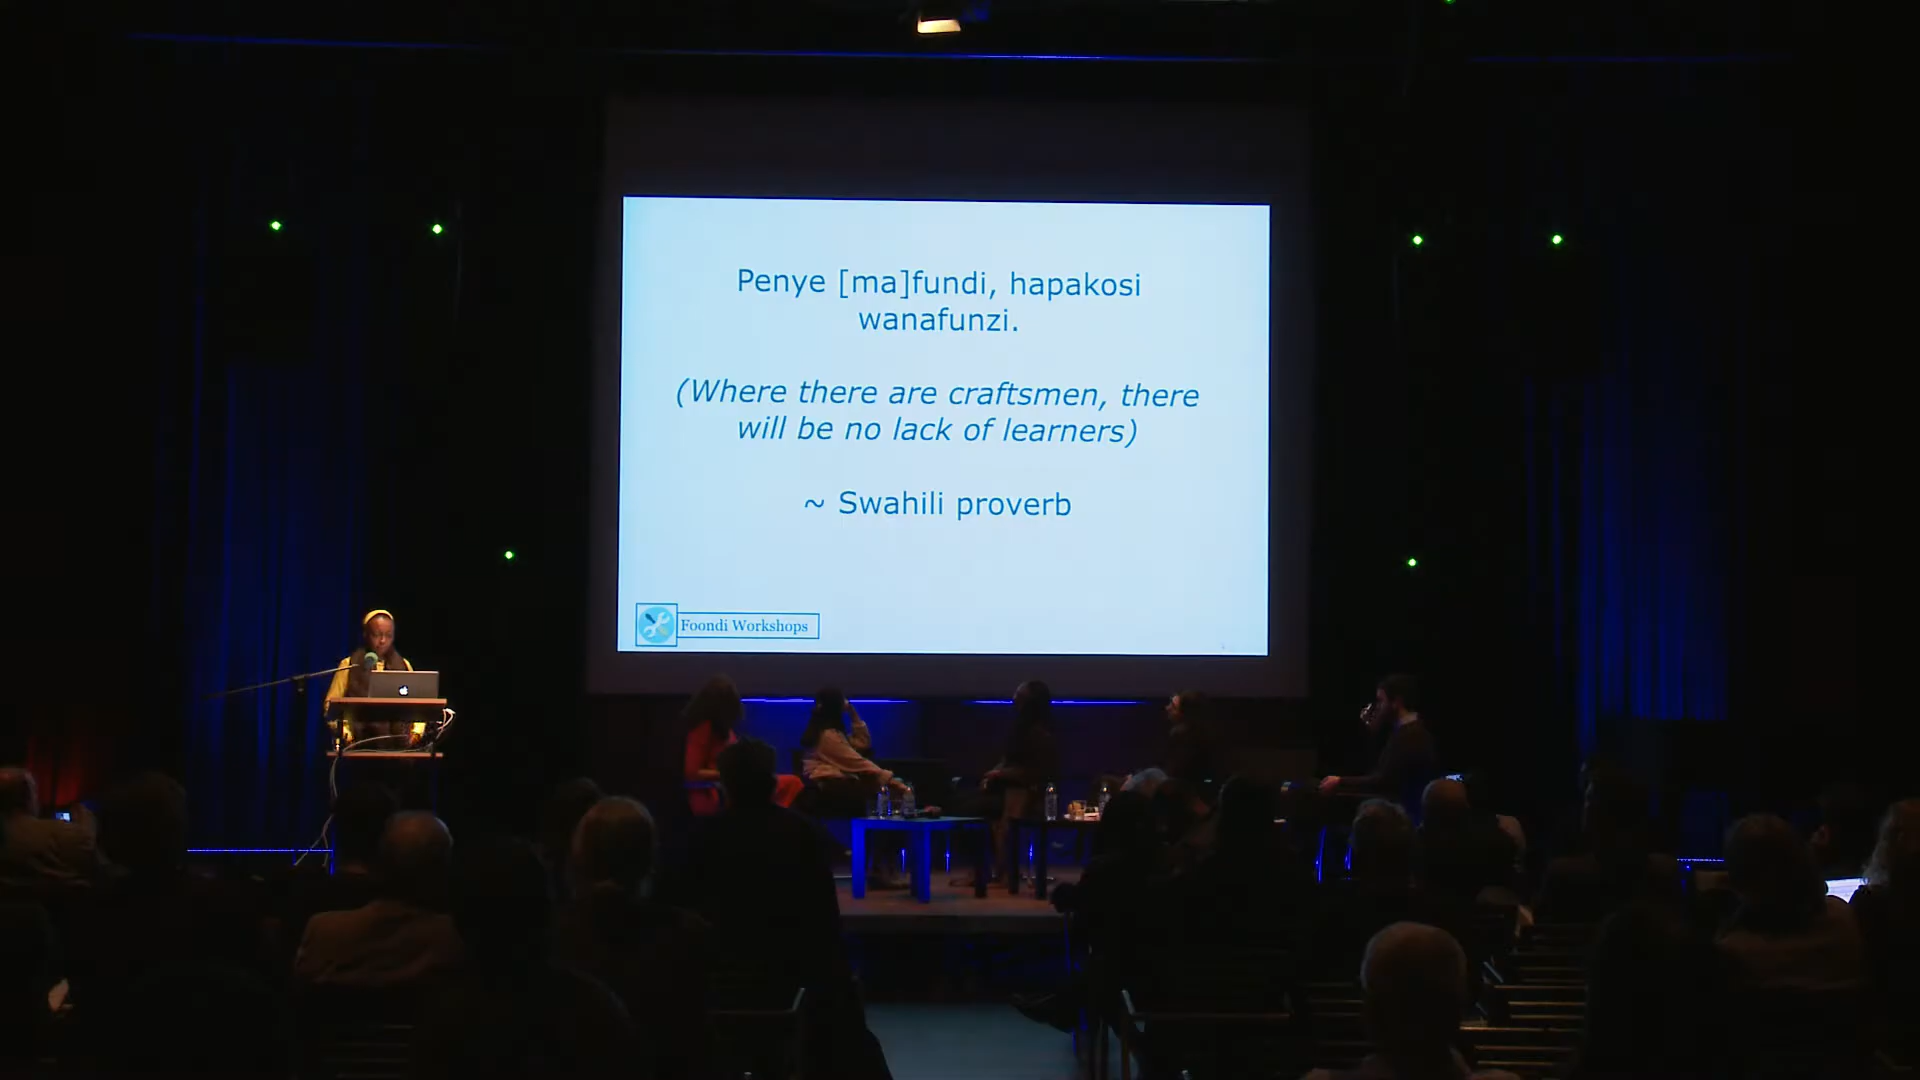 Penye [ma]fundi, hapakosi
wanafunzi.
(Where there are craftsmen, there
will be no lack of learners)
~ Swahili proverb
Foondi Workshops